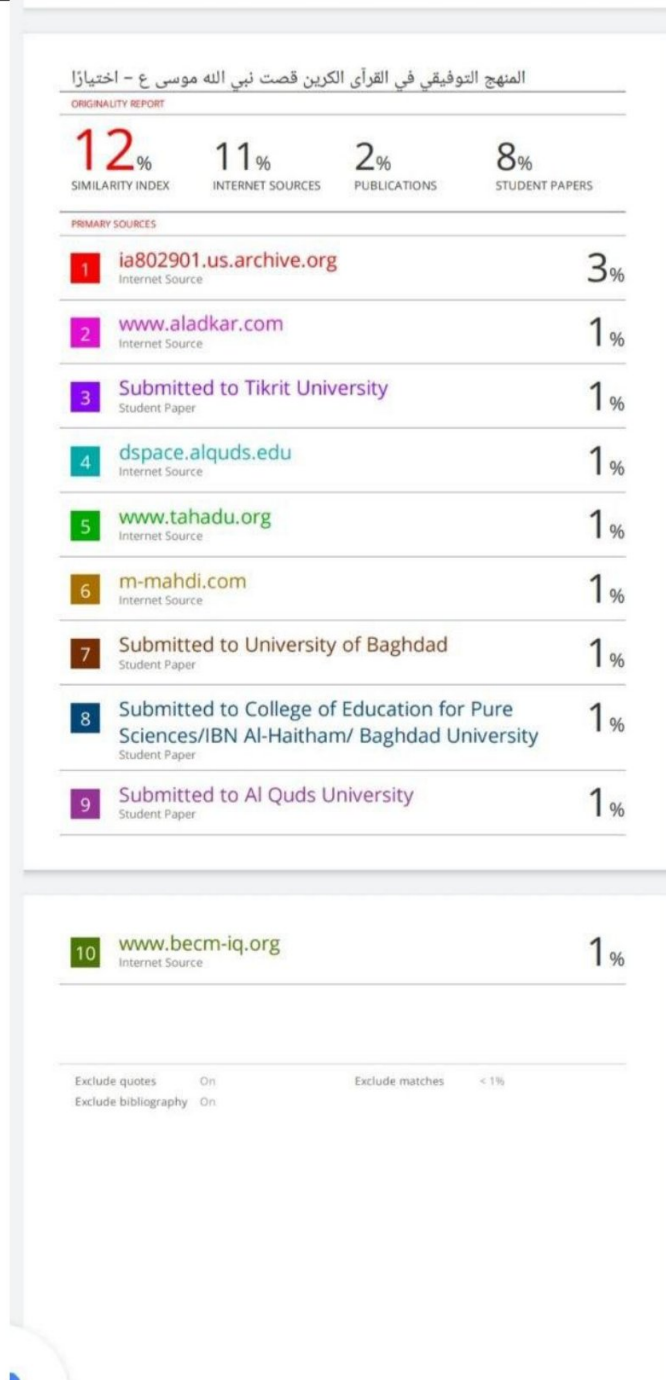 المنهج التوفيقي في القرآى الكرين قصت نبي الله موسى ع – اختيارًا
ORIGINALITY REPORT
12% 11% 2% 8%
SIMILARITY INDEX INTERNET SOURCES PUBLICATIONS STUDENT PAPERS
PRIMARY SOURCES
1 ia802901.us.archive.org 3%
Internet Source
2 www.aladkar.com 1%
Internet Source
3 Submitted to Tikrit University 1%
Student Paper
4 dspace.alquds.edu 1%
Internet Source
5 www.tahadu.org 1%
Internet Source
6 m-mahdi.com 1%
Internet Source
7 Submitted to University of Baghdad 1%
Student Paper
8 Submitted to College of Education for Pure 1%
Sciences/IBN Al-Haitham/ Baghdad University
Student Paper
9 Submitted to Al Quds University 1%
Student Paper
10 www.becm-iq.org 1%
Internet Source
Exclude quotes On Exclude matches < 1%
Exclude bibliography On